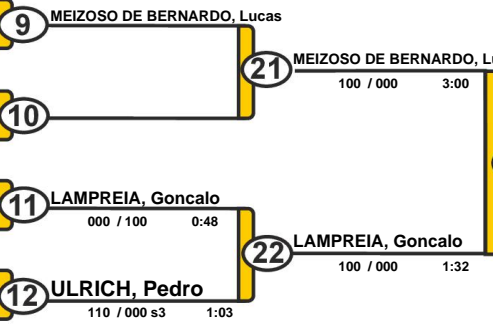 9 MEIZOSO DE BERNARDO, Lucas
21 MEIZOSO DE BERNARDO, Lu
100 / 000 3:00
10
11 LAMPREIA, Goncalo
000 / 100 0:48
22 LAMPREIA, Goncalo
100 / 000 1:32
12 ULRICH, Pedro
110 / 000 s3 1:03